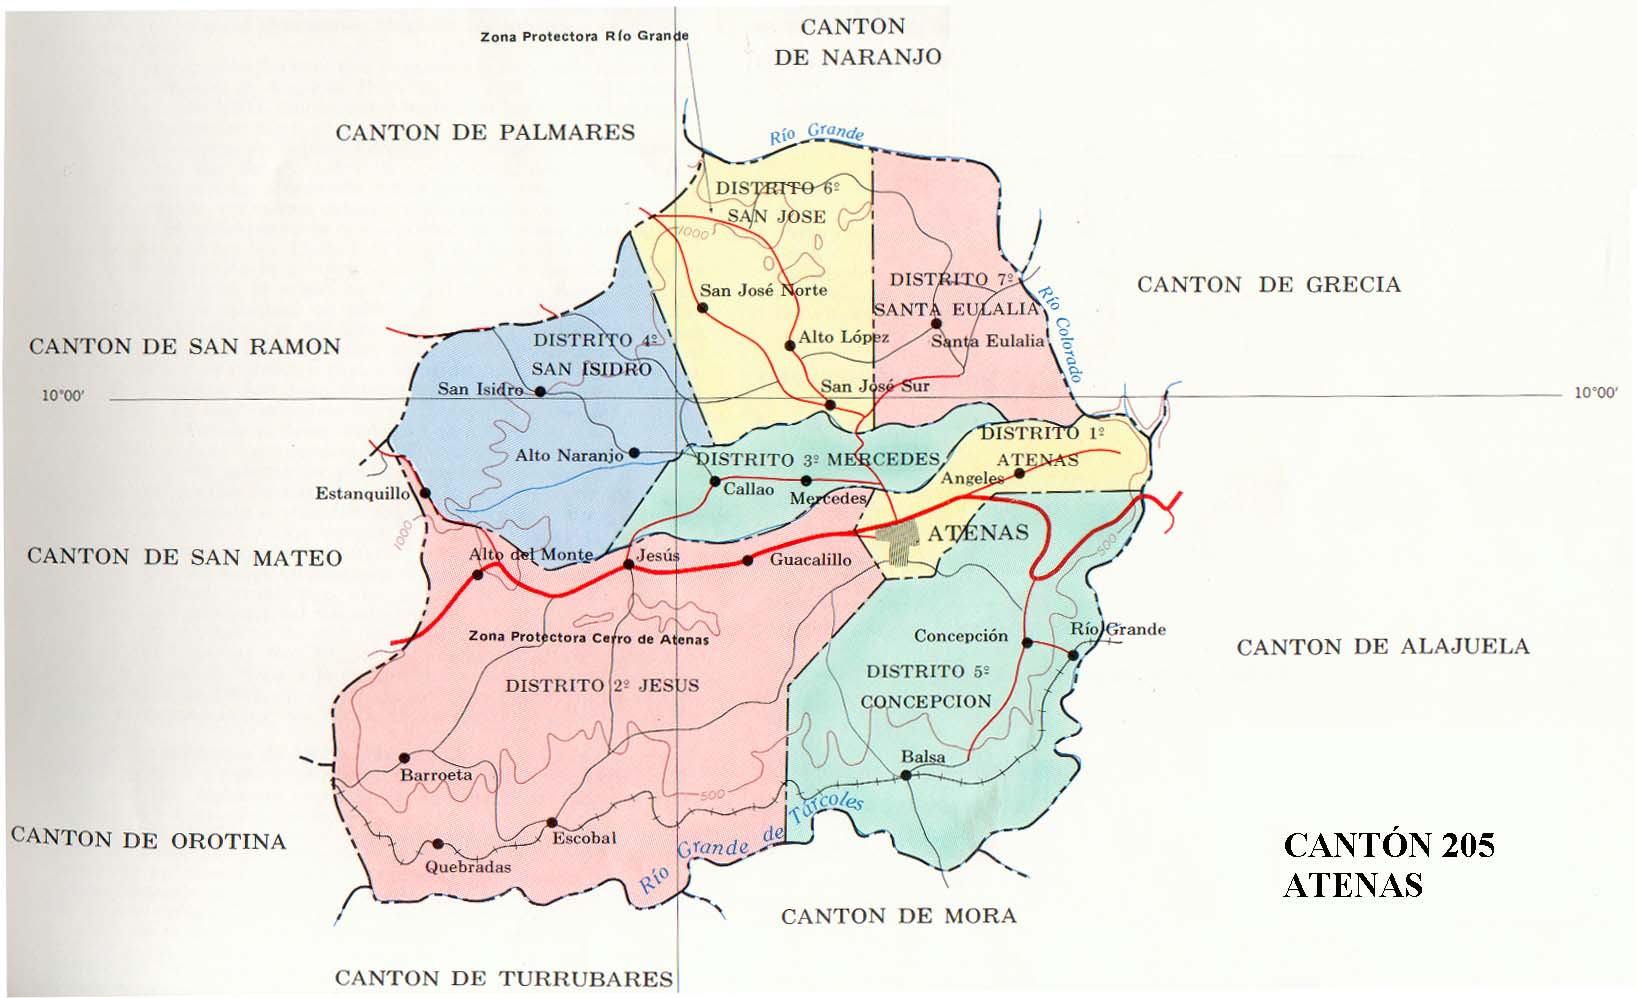 CANTON
DE NARANJO
Zona Protectora Río Grande
CANTON DE PALMARES
Río Grande
DISTRITO 6º
SAN JOSE
1000
DISTRITO 7º
SANTA EULALIA
Santa Eulalia
Río Colorado
CANTON DE GRECIA
San José Norte
Alto López
San José Sur
CANTON DE SAN RAMON
DISTRITO 4º
SAN ISIDRO
San Isidro
10°00'
10°00'
Alto Naranjo
DISTRITO 3º MERCEDES
Callao
Mercedes
DISTRITO 1º
ATENAS
Angeles
Estanquillo
1000
ATENAS
500
CANTON DE SAN MATEO
Alto del Monte
Jesús
Guacalillo
Zona Protectora Cerro de Atenas
DISTRITO 2º JESUS
Concepción
Río Grande
CANTON DE ALAJUELA
DISTRITO 5º
CONCEPCION
Barroeta
Balsa
500
Río Grande de Tárcoles
Escobal
Quebradas
CANTON DE OROTINA
CANTÓN 205
ATENAS
CANTON DE MORA
CANTON DE TURRUBARES